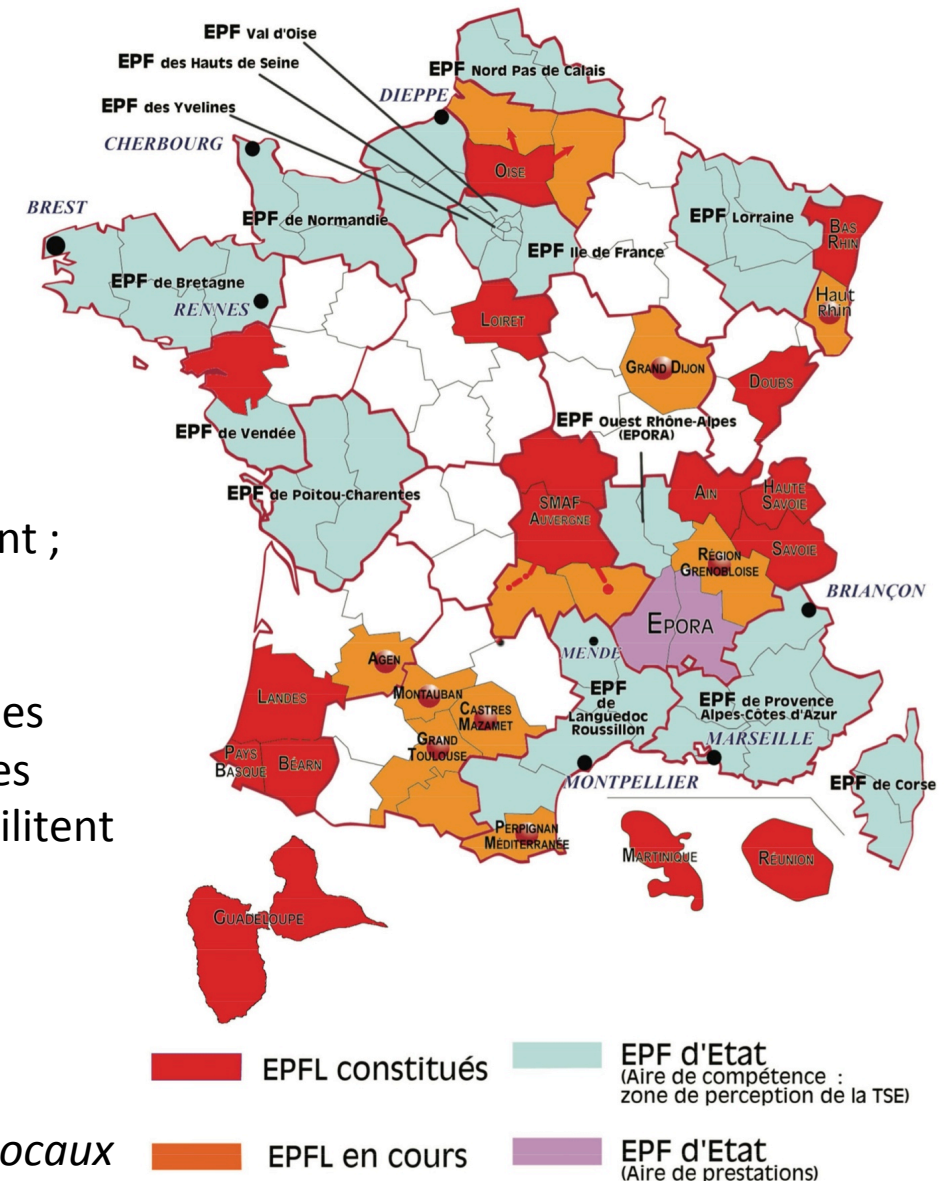 EPF Val d'Oise
EPF des Hauts de Seine
EPF Nord Pas de Calais
DIEPPE
EPF des Yvelines
CHERBOURG
OISE
BREST
EPF de Normandie
EPF Lorraine
BAS
RHIN
EPF Ile de France
EPF de Bretagne
RENNES
Haut
Rhin
LOIRET
GRAND DIJON
DOUBS
EPF Ouest Rhône-Alpes
(EPORA)
EPF de Vendée
EPF de Poitou-Charentes
SMAF
AUVERGNE
AIN
HAUTE
SAVOIE
SAVOIE
RÉGION
GRENOBLOISE
nt ;
BRIANÇON
EPORA
MENDE
AGEN
LANDES
MONTAUBAN
CASTRES
MAZAMET
EPF
de
Languedoc
Roussillon
EPF de Provence
Alpes-Côtes d'Azur
es
GRAND
TOULOUSE
MARSEILLE
PAYS
BASQUE
BÉARN
es
MONTPELLIER
EPF de Corse
ilitent
PERPIGNAN
MÉDITERRANÉE
MARTINIQUE
RÉUNION
GUADELOUPE
EPFL constitués
EPF d'Etat
(Aire de compétence :
zone de perception de la TSE)
ocaux
EPFL en cours
EPF d'Etat
(Aire de prestations)